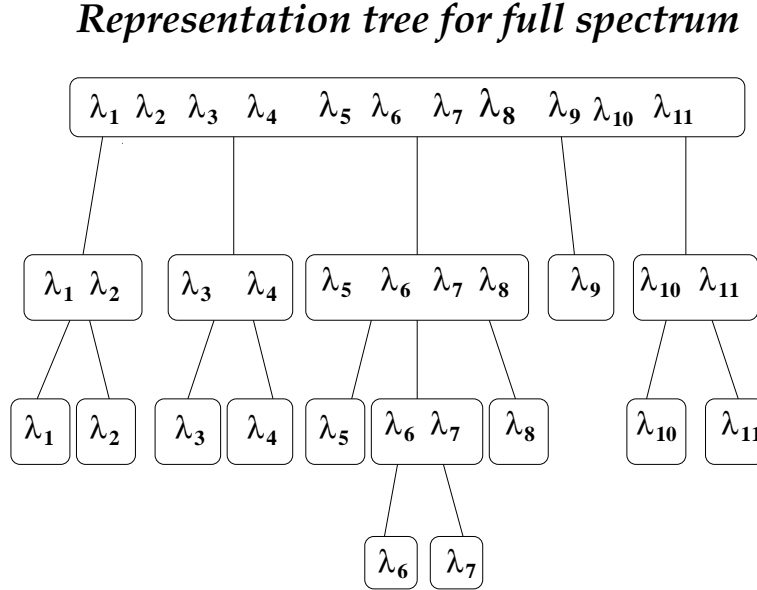 Representation tree for full spectrum
λ₁ λ₂ λ₃ λ₄ λ₅ λ₆ λ₇ λ₈ λ₉ λ₁₀ λ₁₁
λ₁ λ₂ λ₃ λ₄ λ₅ λ₆ λ₇ λ₈ λ₉ λ₁₀ λ₁₁
λ₁ λ₂ λ₃ λ₄ λ₅ λ₆ λ₇ λ₈ λ₁₀ λ₁₁
λ₆ λ₇